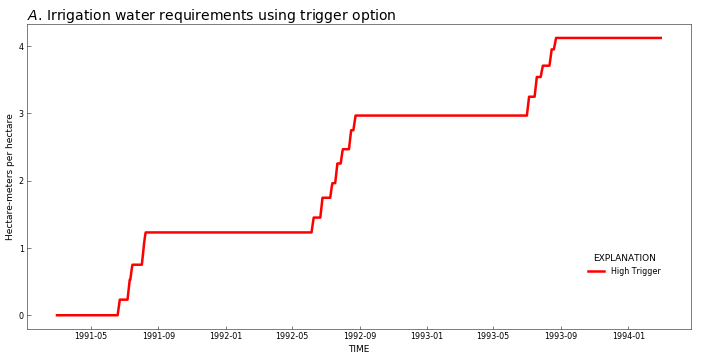 A. Irrigation water requirements using trigger option
Hectare-meters per hectare
4
3
2
1
0
EXPLANATION
High Trigger
1991-05 1991-09 1992-01 1992-05 1992-09 1993-01 1993-05 1993-09 1994-01
TIME